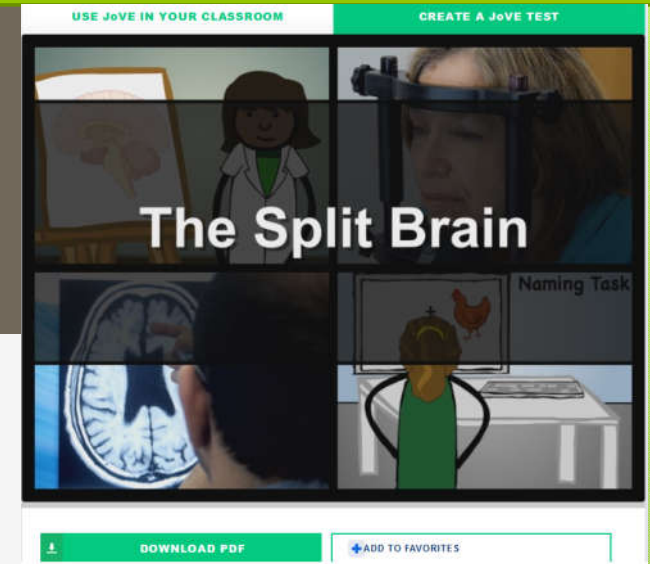 USE JoVE IN YOUR CLASSROOM
CREATE A JoVE TEST
The Split Brain
Naming Task
DOWNLOAD PDF
ADD TO FAVORITES